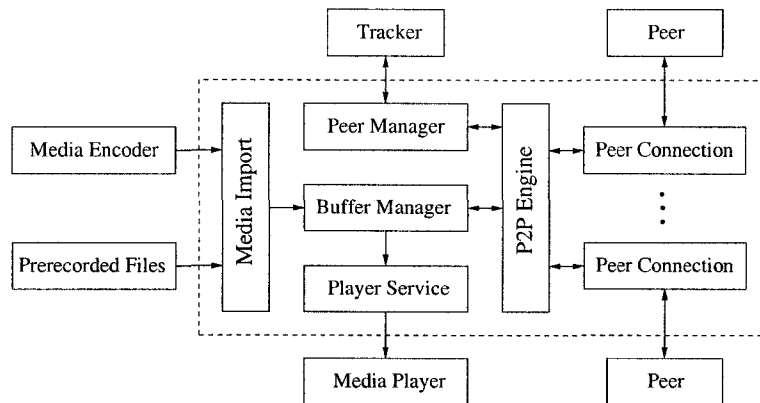 Tracker
Peer
Peer Manager
Media Encoder
Peer Connection
Media Import
Buffer Manager
P2P Engine
Prerecorded Files
Peer Connection
Player Service
Media Player
Peer